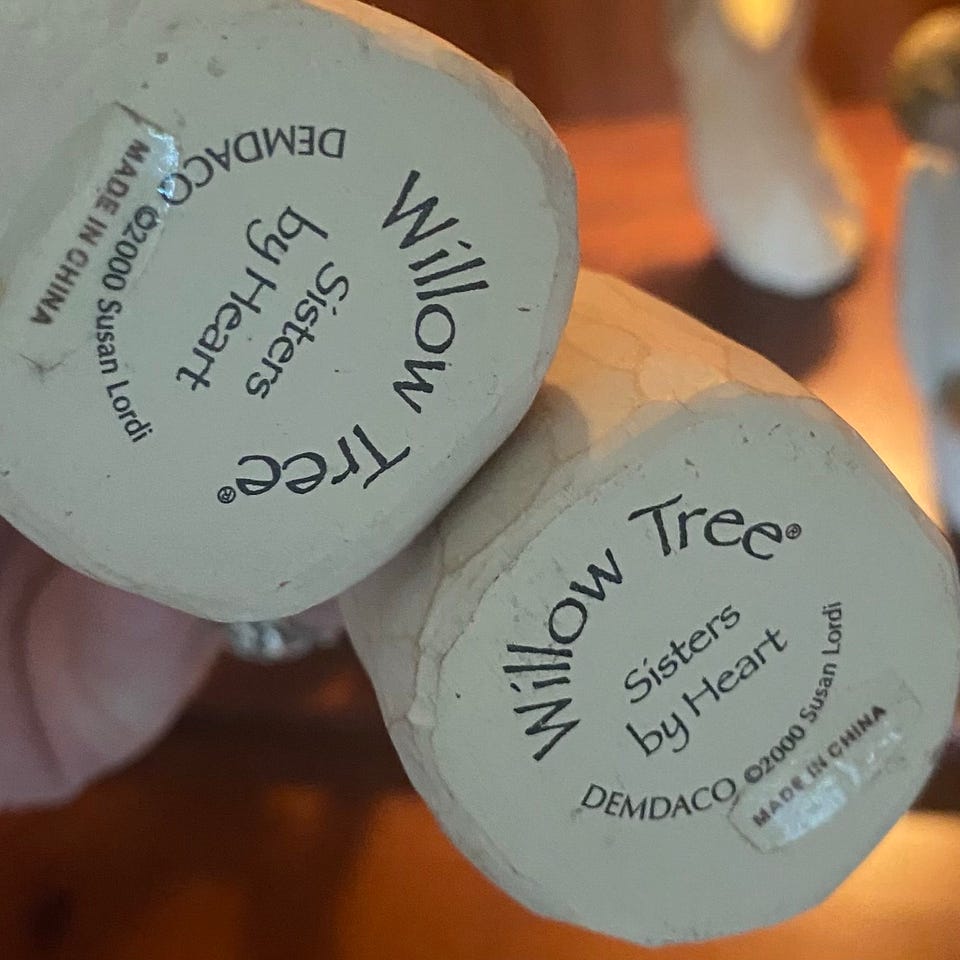 Willow Tree®
Sisters
by Heart
DEMDACO ©2000 Susan Lordi
MADE IN CHINA
Willow Tree®
Sisters
by Heart
DEMDACO ©2000 Susan Lordi
MADE IN CHINA